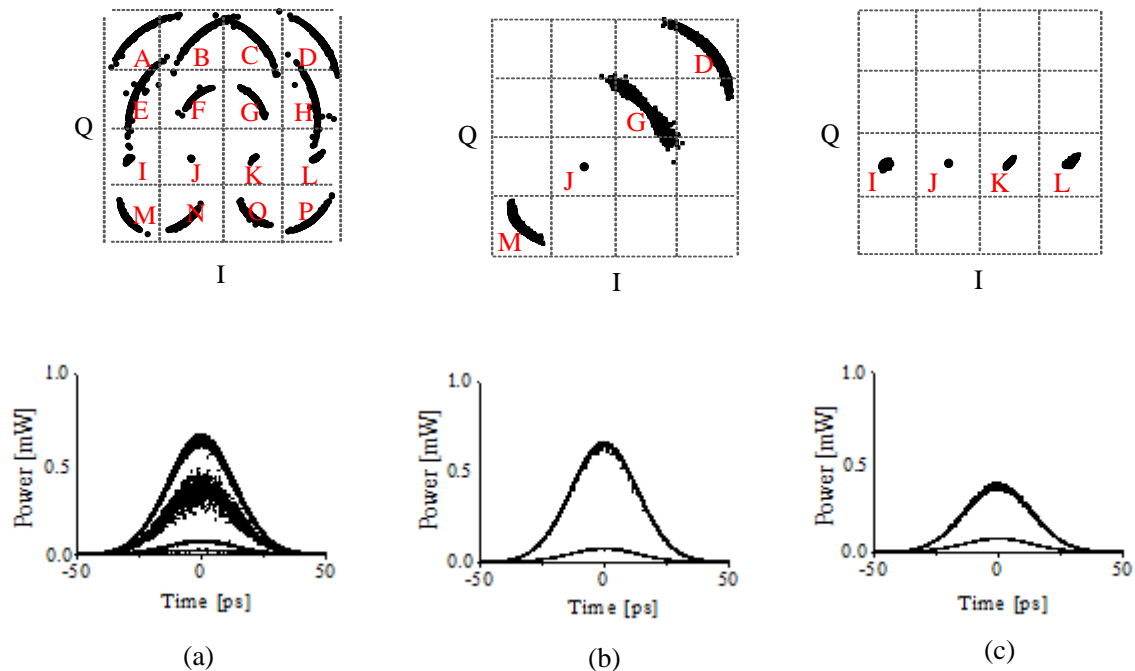 A B C D
E F G H
Q
I J K L
M N O P
I
D
G
Q
J
M
I
Q
I J K L
I
1.0
0.5
0.0
Power [mW]
-50 0 50
Time [ps]
(a)
1.0
0.5
0.0
Power [mW]
-50 0 50
Time [ps]
(b)
1.0
0.5
0.0
Power [mW]
-50 0 50
Time [ps]
(c)